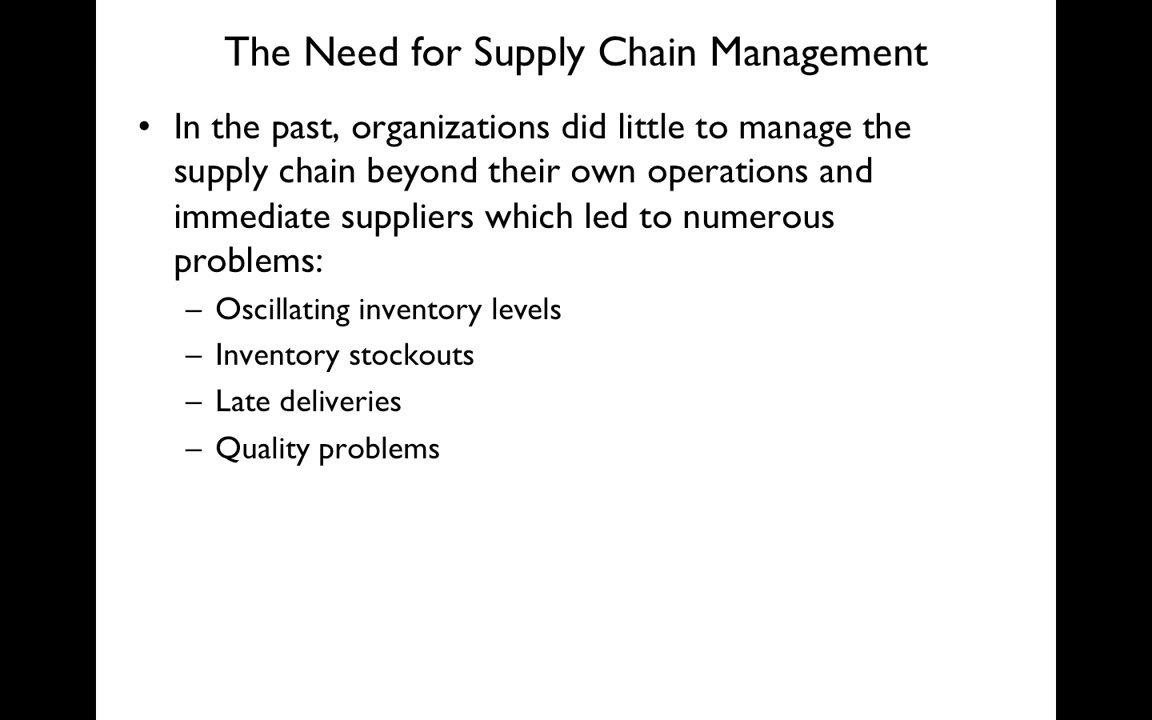 The Need for Supply Chain Management
• In the past, organizations did little to manage the
supply chain beyond their own operations and
immediate suppliers which led to numerous
problems:
– Oscillating inventory levels
– Inventory stockouts
– Late deliveries
– Quality problems